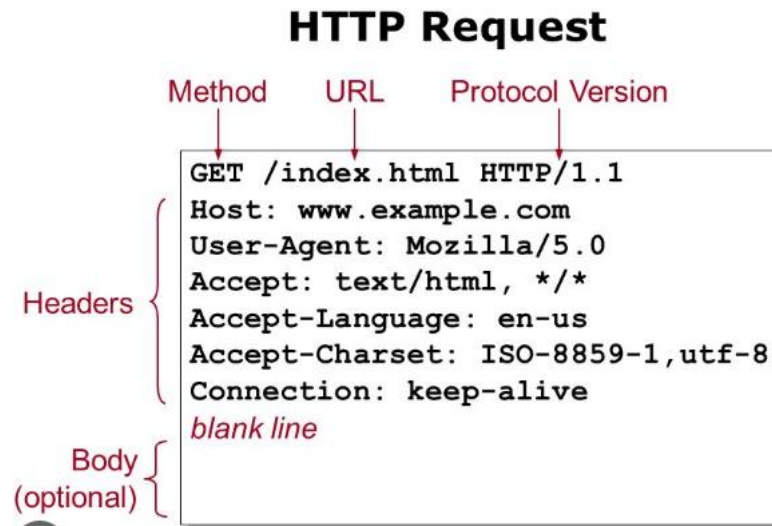 HTTP Request
Method URL Protocol Version
GET /index.html HTTP/1.1
Host: www.example.com
User-Agent: Mozilla/5.0
Accept: text/html, */*
Accept-Language: en-us
Accept-Charset: ISO-8859-1,utf-8
Connection: keep-alive
Headers
blank line
Body
(optional)